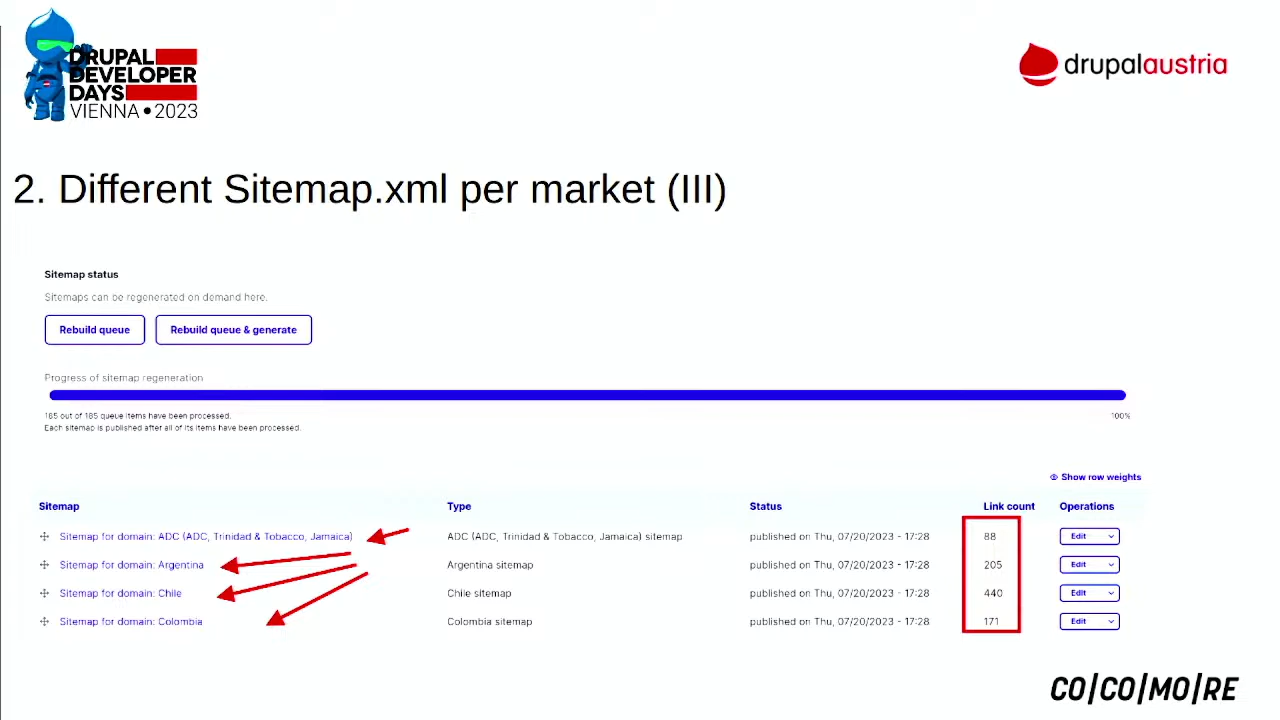 DRUPAL
DEVELOPER
DAYS
VIENNA • 2023
drupalaustria
2. Different Sitemap.xml per market (III)
Sitemap status
Sitemaps can be regenerated on demand here.
Rebuild queue
Rebuild queue & generate
Progress of sitemap regeneration
185 out of 185 queue items have been processed.
100%
Each sitemap is published after all of its items have been processed.
Show row weights
Sitemap Type Status Link count Operations
Sitemap for domain: ADC (ADC, Trinidad & Tobacco, Jamaica) ADC (ADC, Trinidad & Tobacco, Jamaica) sitemap published on Thu, 07/20/2023 - 17:28 88 Edit
Sitemap for domain: Argentina Argentina sitemap published on Thu, 07/20/2023 - 17:28 205 Edit
Sitemap for domain: Chile Chile sitemap published on Thu, 07/20/2023 - 17:28 440 Edit
Sitemap for domain: Colombia Colombia sitemap published on Thu, 07/20/2023 - 17:28 171 Edit
CO|CO|MO|RE